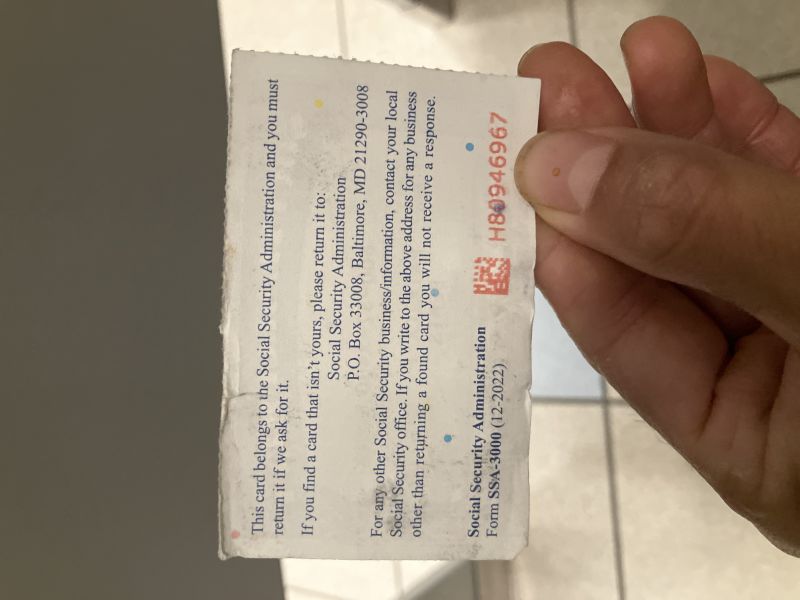 This card belongs to the Social Security Administration and you must
return it if we ask for it.
If you find a card that isn't yours, please return it to:
Social Security Administration
P.O. Box 33008, Baltimore, MD 21290-3008
For any other Social Security business/information, contact your local
Social Security office. If you write to the above address for any business
other than returning a found card you will not receive a response.
Social Security Administration
Form SSA-3000 (12-2022)
H80946967